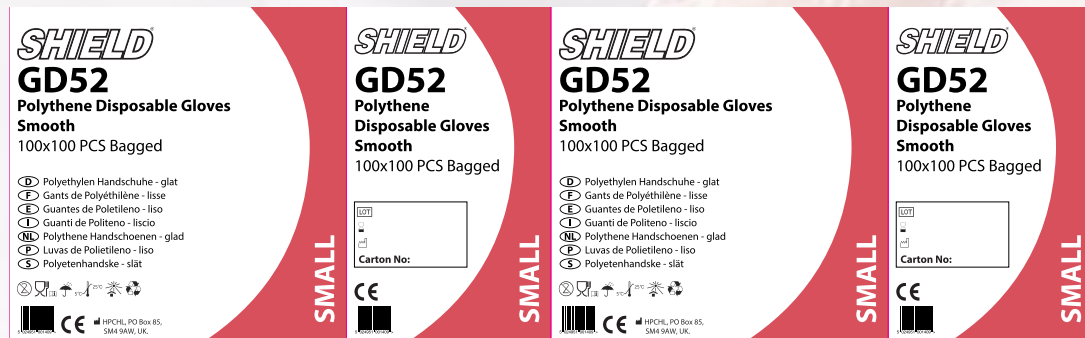 SHIELD
GD52
Polythene Disposable Gloves
Smooth
100x100 PCS Bagged
D Polyethylen Handschuhe - glat
F Gants de Polyéthilène - lisse
E Guantes de Poletileno - liso
I Guanti di Politeno - liscio
NL Polythene Handschoenen - glad
P Luvas de Polietileno - liso
S Polyetenhandske - slät
5°C 25°C
CE
HPCHL, PO Box 85,
SM4 9AW, UK.
SMALL
SHIELD
GD52
Polythene
Disposable Gloves
Smooth
100x100 PCS Bagged
LOT
Carton No:
CE
SMALL
SHIELD
GD52
Polythene Disposable Gloves
Smooth
100x100 PCS Bagged
D Polyethylen Handschuhe - glat
F Gants de Polyéthilène - lisse
E Guantes de Poletileno - liso
I Guanti di Politeno - liscio
NL Polythene Handschoenen - glad
P Luvas de Polietileno - liso
S Polyetenhandske - slät
5°C 25°C
CE
HPCHL, PO Box 85,
SM4 9AW, UK.
SMALL
SHIELD
GD52
Polythene
Disposable Gloves
Smooth
100x100 PCS Bagged
LOT
Carton No:
CE
SMALL